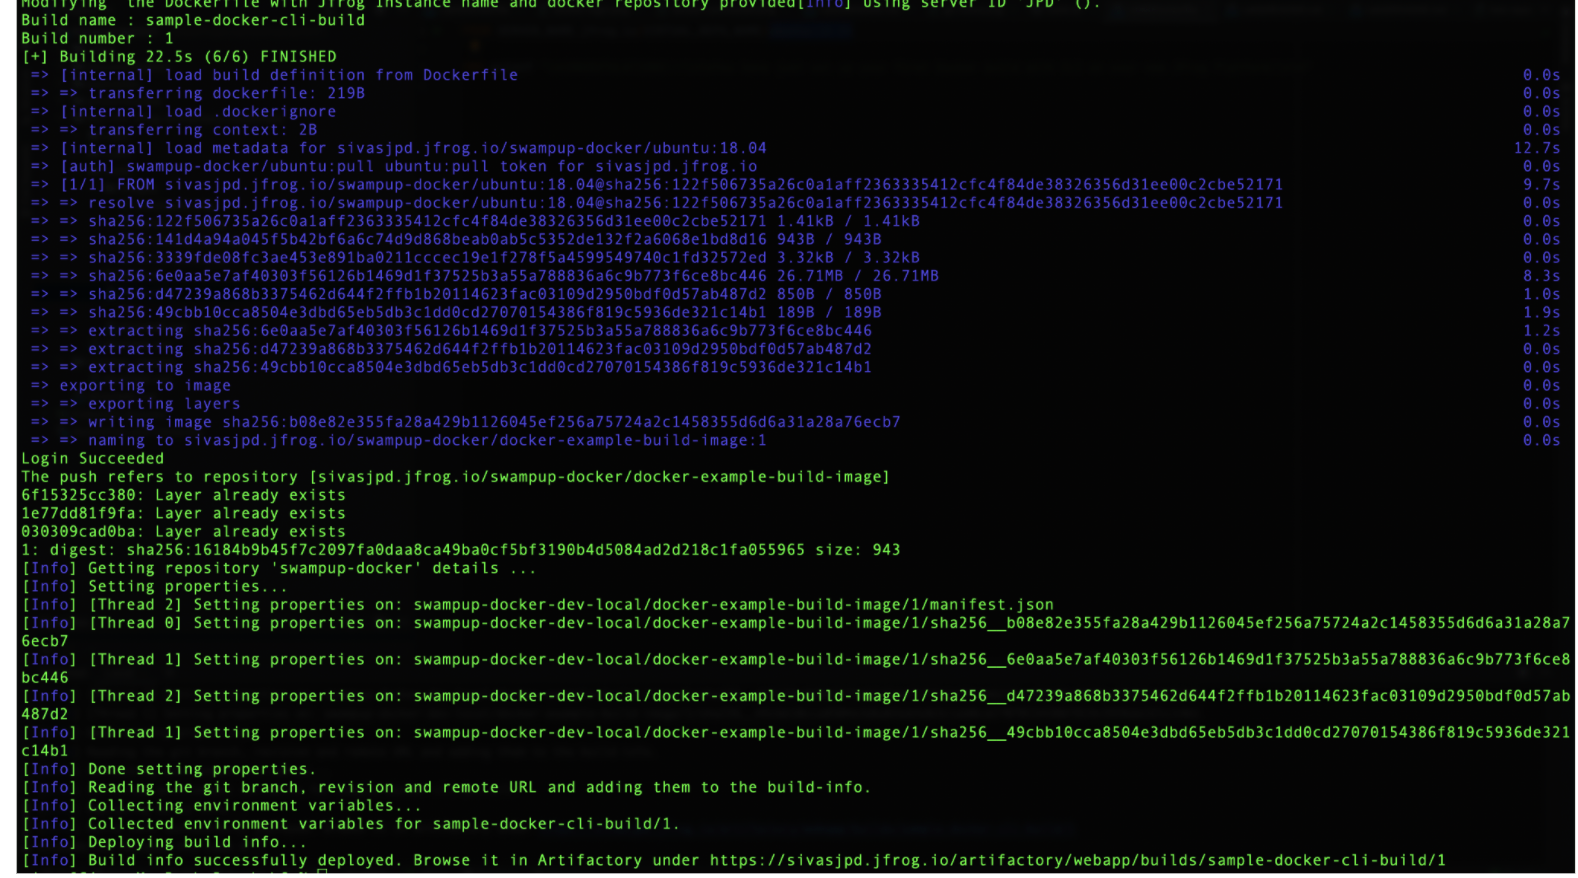 Modifying  the Dockerfile with Jfrog Instance name and docker repository provided[Info] Using server ID 'JPD' ().
Build name : sample-docker-cli-build
Build number : 1
[+] Building 22.5s (6/6) FINISHED
=> [internal] load build definition from Dockerfile 0.0s
=> => transferring dockerfile: 219B 0.0s
=> [internal] load .dockerignore 0.0s
=> => transferring context: 2B 0.0s
=> [internal] load metadata for sivasjpd.jfrog.io/swampup-docker/ubuntu:18.04 12.7s
=> [auth] swampup-docker/ubuntu:pull ubuntu:pull token for sivasjpd.jfrog.io 0.0s
=> [1/1] FROM sivasjpd.jfrog.io/swampup-docker/ubuntu:18.04@sha256:122f506735a26c0a1aff2363335412cfc4f84de38326356d31ee00c2cbe52171 9.7s
=> => resolve sivasjpd.jfrog.io/swampup-docker/ubuntu:18.04@sha256:122f506735a26c0a1aff2363335412cfc4f84de38326356d31ee00c2cbe52171 0.0s
=> => sha256:122f506735a26c0a1aff2363335412cfc4f84de38326356d31ee00c2cbe52171 1.41kB / 1.41kB 0.0s
=> => sha256:141d4a94a045f5b42bf6a6c74d9d868beab0ab5c5352de132f2a6068e1bd8d16 943B / 943B 0.0s
=> => sha256:3339fde08fc3ae453e891ba0211cccec19e1f278f5a4599549740c1fd32572ed 3.32kB / 3.32kB 0.0s
=> => sha256:6e0aa5e7af40303f56126b1469d1f37525b3a55a788836a6c9b773f6ce8bc446 26.71MB / 26.71MB 8.3s
=> => sha256:d47239a868b3375462d644f2ffb1b20114623fac03109d2950bdf0d57ab487d2 850B / 850B 1.0s
=> => sha256:49cbb10cca8504e3dbd65eb5db3c1dd0cd27070154386f819c5936de321c14b1 189B / 189B 1.9s
=> => extracting sha256:6e0aa5e7af40303f56126b1469d1f37525b3a55a788836a6c9b773f6ce8bc446 1.2s
=> => extracting sha256:d47239a868b3375462d644f2ffb1b20114623fac03109d2950bdf0d57ab487d2 0.0s
=> => extracting sha256:49cbb10cca8504e3dbd65eb5db3c1dd0cd27070154386f819c5936de321c14b1 0.0s
=> exporting to image 0.0s
=> => exporting layers 0.0s
=> => writing image sha256:b08e82e355fa28a429b1126045ef256a75724a2c1458355d6d6a31a28a76ecb7 0.0s
=> => naming to sivasjpd.jfrog.io/swampup-docker/docker-example-build-image:1 0.0s
Login Succeeded
The push refers to repository [sivasjpd.jfrog.io/swampup-docker/docker-example-build-image]
6f15325cc380: Layer already exists
1e77dd81f9fa: Layer already exists
030309cad0ba: Layer already exists
1: digest: sha256:16184b9b45f7c2097fa0daa8ca49ba0cf5bf3190b4d5084ad2d218c1fa055965 size: 943
[Info] Getting repository 'swampup-docker' details ...
[Info] Setting properties...
[Info] [Thread 2] Setting properties on: swampup-docker-dev-local/docker-example-build-image/1/manifest.json
[Info] [Thread 0] Setting properties on: swampup-docker-dev-local/docker-example-build-image/1/sha256__b08e82e355fa28a429b1126045ef256a75724a2c1458355d6d6a31a28a7
6ecb7
[Info] [Thread 1] Setting properties on: swampup-docker-dev-local/docker-example-build-image/1/sha256__6e0aa5e7af40303f56126b1469d1f37525b3a55a788836a6c9b773f6ce8
bc446
[Info] [Thread 2] Setting properties on: swampup-docker-dev-local/docker-example-build-image/1/sha256__d47239a868b3375462d644f2ffb1b20114623fac03109d2950bdf0d57ab
487d2
[Info] [Thread 1] Setting properties on: swampup-docker-dev-local/docker-example-build-image/1/sha256__49cbb10cca8504e3dbd65eb5db3c1dd0cd27070154386f819c5936de321
c14b1
[Info] Done setting properties.
[Info] Reading the git branch, revision and remote URL and adding them to the build-info.
[Info] Collecting environment variables...
[Info] Collected environment variables for sample-docker-cli-build/1.
[Info] Deploying build info...
[Info] Build info successfully deployed. Browse it in Artifactory under https://sivasjpd.jfrog.io/artifactory/webapp/builds/sample-docker-cli-build/1